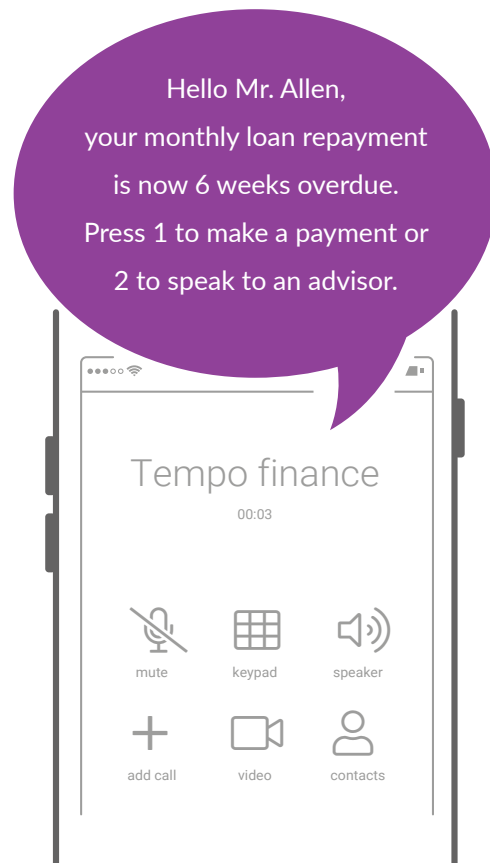 Hello Mr. Allen,
your monthly loan repayment
is now 6 weeks overdue.
Press 1 to make a payment or
2 to speak to an advisor.
Tempo finance
00:03
mute keypad speaker
add call video contacts